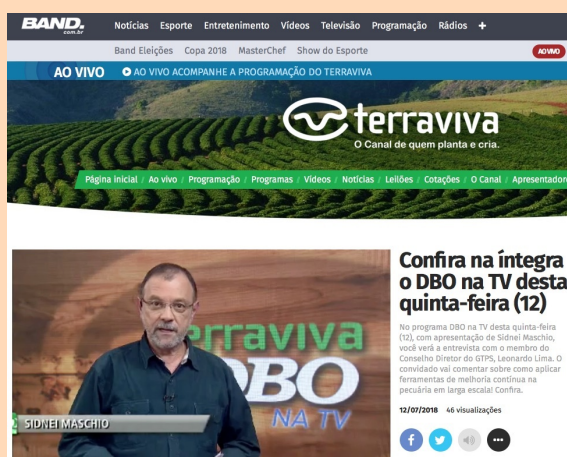 BAND.
com.br
Notícias Esporte Entretenimento Vídeos Televisão Programação Rádios +
Band Eleições Copa 2018 MasterChef Show do Esporte
AO VIVO
AO VIVO AO VIVO ACOMPANHE A PROGRAMAÇÃO DO TERRAVIVA
terraviva
O Canal de quem planta e cria.
Página inicial / Ao vivo / Programação / Programas / Vídeos / Notícias / Leilões / Cotações / O Canal / Apresentadore
erraviva
DBO
NA TV
SIDNEI MASCHIO
Confira na íntegra
o DBO na TV desta
quinta-feira (12)
No programa DBO na TV desta quinta-feira
(12), com apresentação de Sidnei Maschio,
você verá a entrevista com o membro do
Conselho Diretor do GTPS, Leonardo Lima. O
convidado vai comentar sobre como aplicar
ferramentas de melhoria contínua na
pecuária em larga escala! Confira.
12/07/2018 46 visualizações